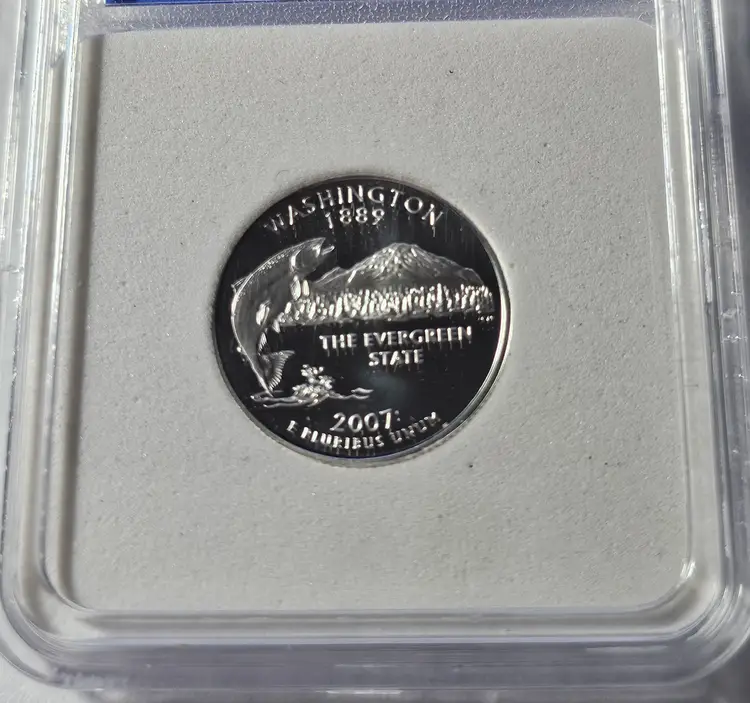 WASHINGTON
1889
THE EVERGREEN
STATE
2007
E PLURIBUS UNUM